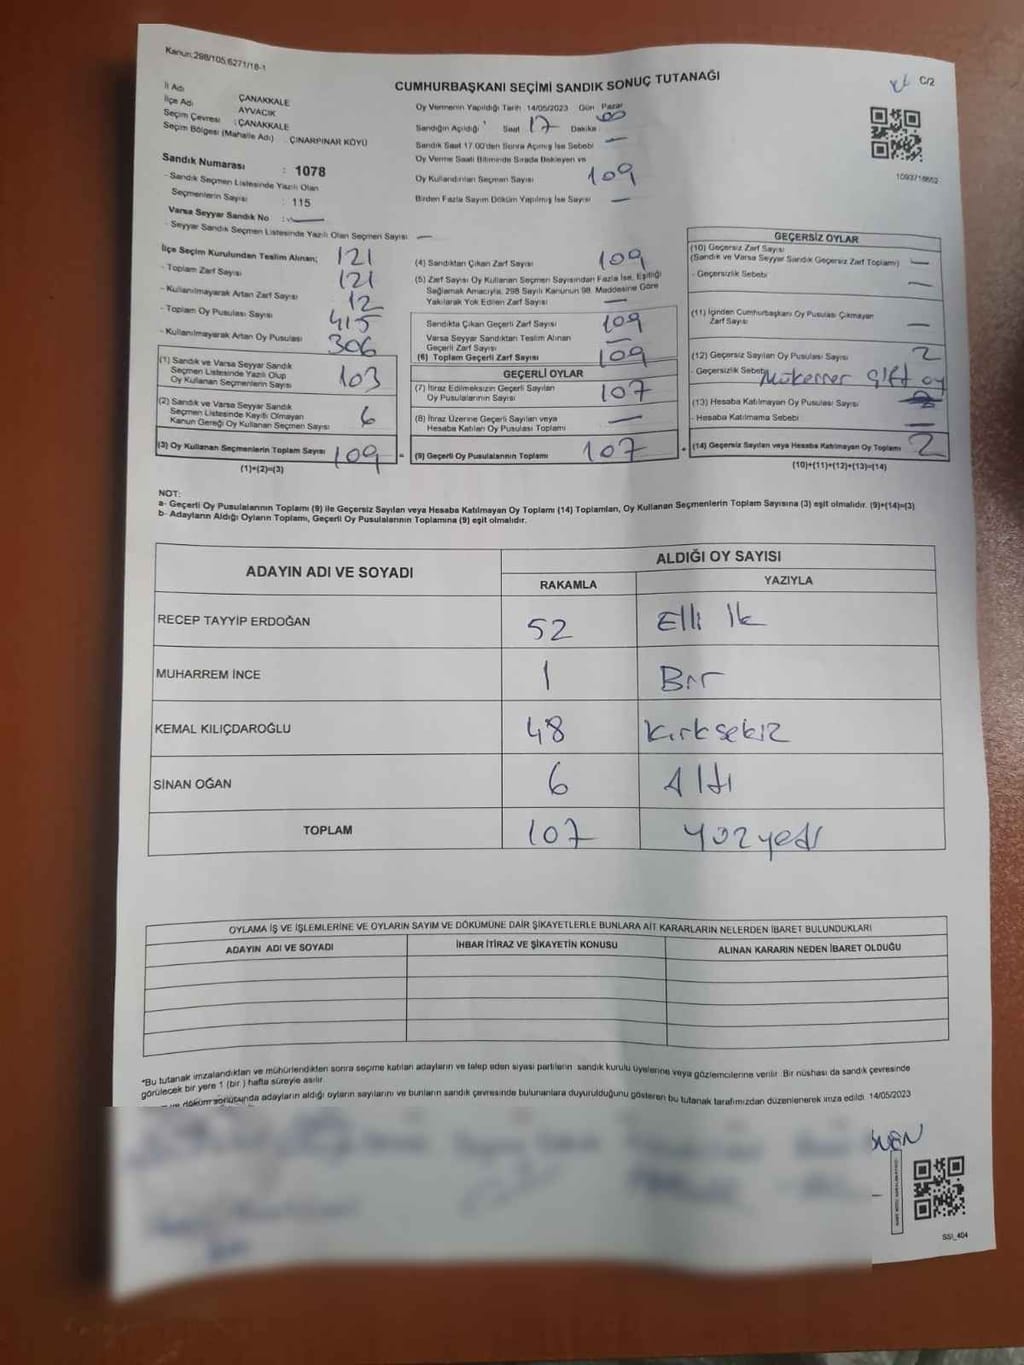 Kanun:298/105;6271/18-1
C/2
CUMHURBAŞKANI SEÇİMİ SANDIK SONUÇ TUTANAĞI
İl Adı ÇANAKKALE
İlçe Adı AYVACIK
Seçim Çevresi : ÇANAKKALE
Seçim Bölgesi (Mahalle Adı) : ÇINARPINAR KÖYÜ
Sandık Numarası : 1078
- Sandık Seçmen Listesinde Yazılı Olan
Seçmenlerin Sayısı : 115
Varsa Seyyar Sandık No : —
- Seyyar Sandık Seçmen Listesinde Yazılı Olan Seçmen Sayısı —
Oy Vermenin Yapıldığı Tarih 14/05/2023 Gün Pazar
Sandığın Açıldığı Saat 17 Dakika 00
Sandık Saat 17.00'den Sonra Açılmış İse Sebebi —
Oy Verme Saati Bitiminde Sırada Bekleyen ve
Oy Kullandırılan Seçmen Sayısı 109
Birden Fazla Sayım Döküm Yapılmış İse Sayısı —
1093718662
İlçe Seçim Kurulundan Teslim Alınan; 121
- Toplam Zarf Sayısı 121
- Kullanılmayarak Artan Zarf Sayısı 12
- Toplam Oy Pusulası Sayısı 415
- Kullanılmayarak Artan Oy Pusulası 306
(1) Sandık ve Varsa Seyyar Sandık
Seçmen Listesinde Yazılı Olup
Oy Kullanan Seçmenlerin Sayısı 103
(2) Sandık ve Varsa Seyyar Sandık
Seçmen Listesinde Kayıtlı Olmayan
Kanun Gereği Oy Kullanan Seçmen Sayısı 6
(3) Oy Kullanan Seçmenlerin Toplam Sayısı 109
(1)+(2)=(3)
(4) Sandıktan Çıkan Zarf Sayısı 109
(5) Zarf Sayısı Oy Kullanan Seçmen Sayısından Fazla İse, Eşitliği
Sağlamak Amacıyla, 298 Sayılı Kanunun 98. Maddesine Göre
Yakılarak Yok Edilen Zarf Sayısı —
Sandıkta Çıkan Geçerli Zarf Sayısı 109
Varsa Seyyar Sandıktan Teslim Alınan
Geçerli Zarf Sayısı
(6) Toplam Geçerli Zarf Sayısı 109
GEÇERLİ OYLAR
(7) İtiraz Edilmeksizin Geçerli Sayılan
Oy Pusulalarının Sayısı 107
(8) İtiraz Üzerine Geçerli Sayılan veya
Hesaba Katılan Oy Pusulası Toplamı —
(9) Geçerli Oy Pusulalarının Toplamı 107
GEÇERSİZ OYLAR
(10) Geçersiz Zarf Sayısı
(Sandık ve Varsa Seyyar Sandık Geçersiz Zarf Toplamı) —
- Geçersizlik Sebebi —
(11) İçinden Cumhurbaşkanı Oy Pusulası Çıkmayan
Zarf Sayısı —
(12) Geçersiz Sayılan Oy Pusulası Sayısı 2
- Geçersizlik Sebebi Mükerrer çift oy
(13) Hesaba Katılmayan Oy Pusulası Sayısı
- Hesaba Katılmama Sebebi —
(14) Geçersiz Sayılan veya Hesaba Katılmayan Oy Toplamı 2
(10)+(11)+(12)+(13)=(14)
NOT:
a- Geçerli Oy Pusulalarının Toplamı (9) ile Geçersiz Sayılan veya Hesaba Katılmayan Oy Toplamı (14) Toplamları, Oy Kullanan Seçmenlerin Toplam Sayısına (3) eşit olmalıdır. (9)+(14)=(3)
b- Adayların Aldığı Oyların Toplamı, Geçerli Oy Pusulalarının Toplamına (9) eşit olmalıdır.
ADAYIN ADI VE SOYADI ALDIĞI OY SAYISI
RAKAMLA YAZIYLA
RECEP TAYYİP ERDOĞAN 52 Elli İk
MUHARREM İNCE 1 Bir
KEMAL KILIÇDAROĞLU 48 Kırksekiz
SİNAN OĞAN 6 Altı
TOPLAM 107 Yüzyedi
OYLAMA İŞ VE İŞLEMLERİNE VE OYLARIN SAYIM VE DÖKÜMÜNE DAİR ŞİKAYETLERLE BUNLARA AİT KARARLARIN NELERDEN İBARET BULUNDUKLARI
ADAYIN ADI VE SOYADI İHBAR İTİRAZ VE ŞİKAYETİN KONUSU ALINAN KARARIN NEDEN İBARET OLDUĞU
*Bu tutanak imzalandıktan ve mühürlendikten sonra seçime katılan adayların ve talep eden siyasi partilerin sandık kurulu üyelerine veya gözlemcilerine verilir. Bir nüshası da sandık çevresinde
görülecek bir yere 1 (bir) hafta süreyle asılır.
döküm sonucunda adayların aldığı oyların sayılarını ve bunların sandık çevresinde bulunanlara duyurulduğunu gösteren bu tutanak tarafımızdan düzenlenerek imza edildi. 14/05/2023
SSI_404